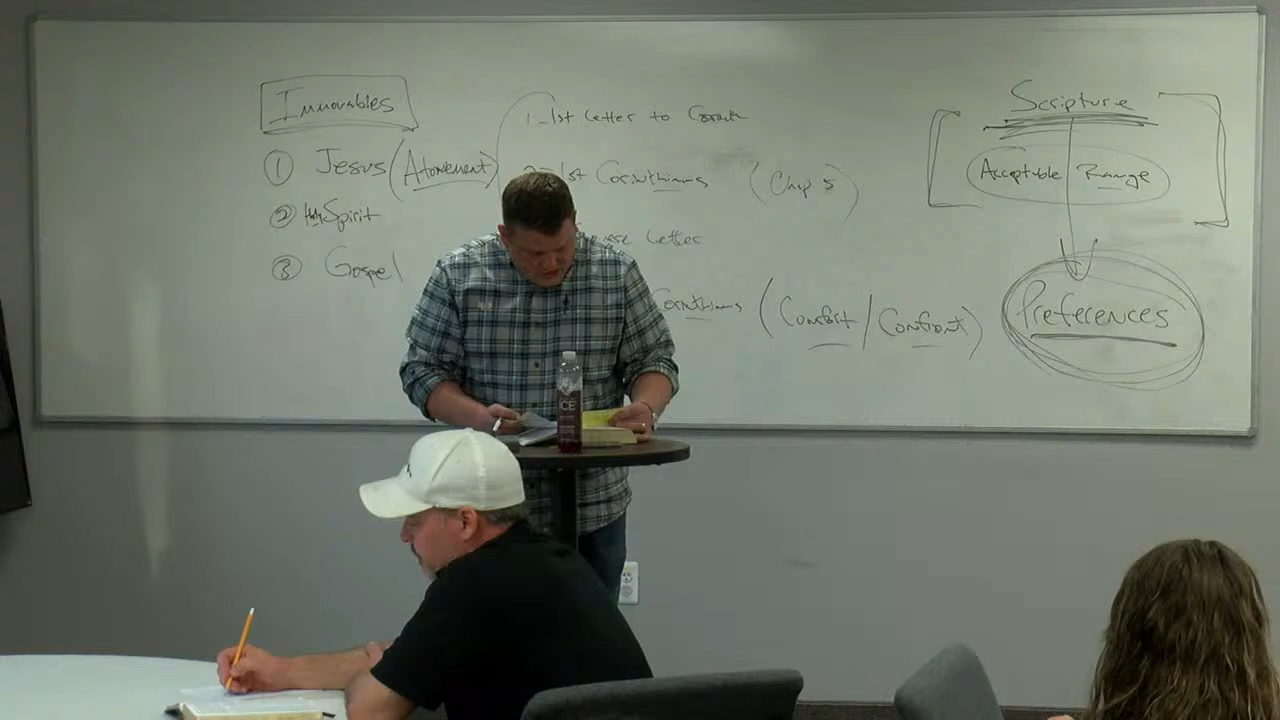 Immovables
① Jesus (Atonement)
② Holy Spirit
③ Gospel
1. 1st Letter to Corinth
1st Corinthians (Chap 5)
Letter
Corinthians (Comfort / Confront)
Scripture
Acceptable Range
Preferences
CE